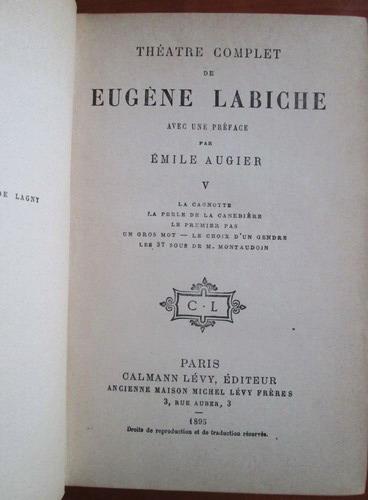 DE LAGNY
THÉATRE COMPLET
DE
EUGÈNE LABICHE
AVEC UNE PRÉFACE
PAR
ÉMILE AUGIER
V
LA CAGNOTTE
LA PERLE DE LA CANEBIÈRE
LE PREMIER PAS
UN GROS MOT — LE CHOIX D'UN GENDRE
LES 37 SOUS DE M. MONTAUDOIN
C · L
PARIS
CALMANN LÉVY, ÉDITEUR
ANCIENNE MAISON MICHEL LÉVY FRÈRES
3, RUE AUBER, 3
1895
Droits de reproduction et de traduction réservés.